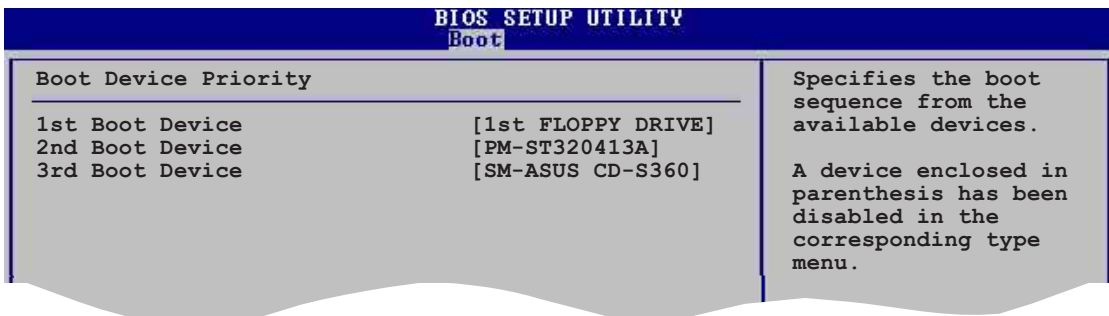 BIOS SETUP UTILITY
Boot
Boot Device Priority
1st Boot Device [1st FLOPPY DRIVE]
2nd Boot Device [PM-ST320413A]
3rd Boot Device [SM-ASUS CD-S360]
Specifies the boot
sequence from the
available devices.
A device enclosed in
parenthesis has been
disabled in the
corresponding type
menu.